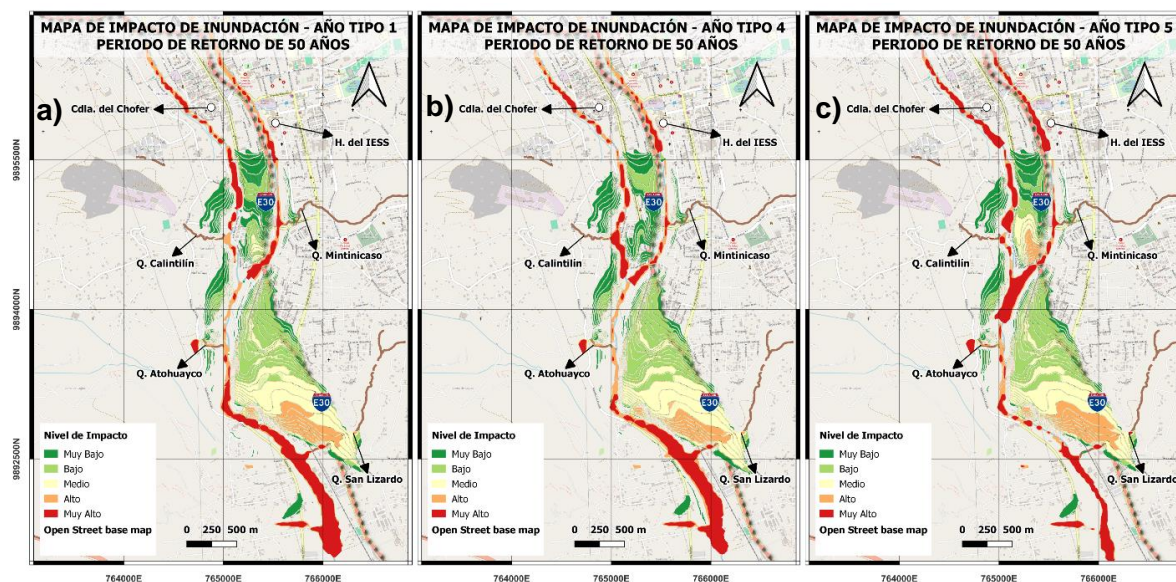 MAPA DE IMPACTO DE INUNDACIÓN - AÑO TIPO 1
PERIODO DE RETORNO DE 50 AÑOS
a)
Cdla. del Chofer
H. del IESS
E30
Q. Calintilín
Q. Mintinicaso
Q. Atohuayco
E30
Q. San Lizardo
Nivel de Impacto
Muy Bajo
Bajo
Medio
Alto
Muy Alto
Open Street base map
0 250 500 m
9895500N
9894000N
9892500N
764000E 765000E 766000E
MAPA DE IMPACTO DE INUNDACIÓN - AÑO TIPO 4
PERIODO DE RETORNO DE 50 AÑOS
b)
Cdla. del Chofer
H. del IESS
E30
Q. Calintilín
Q. Mintinicaso
Q. Atohuayco
E30
Q. San Lizardo
Nivel de Impacto
Muy Bajo
Bajo
Medio
Alto
Muy Alto
Open Street base map
0 250 500 m
764000E 765000E 766000E
MAPA DE IMPACTO DE INUNDACIÓN - AÑO TIPO 5
PERIODO DE RETORNO DE 50 AÑOS
c)
Cdla. del Chofer
H. del IESS
E30
Q. Calintilín
Q. Mintinicaso
Q. Atohuayco
E30
Q. San Lizardo
Nivel de Impacto
Muy Bajo
Bajo
Medio
Alto
Muy Alto
Open Street base map
0 250 500 m
764000E 765000E 766000E